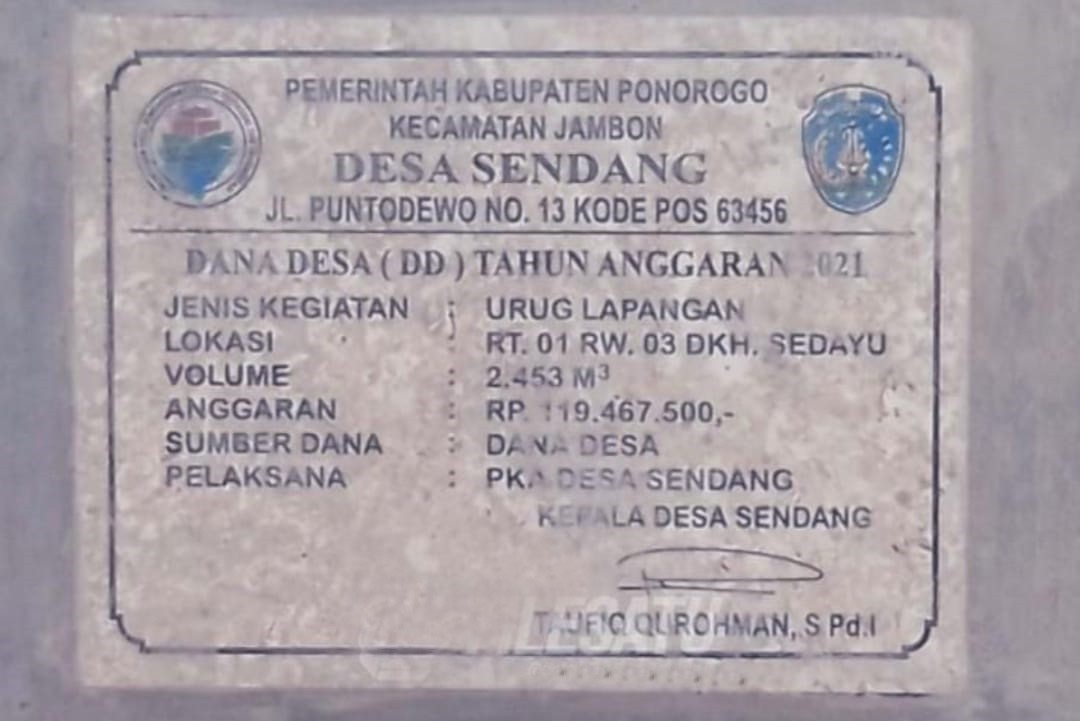 PEMERINTAH KABUPATEN PONOROGO
KECAMATAN JAMBON
DESA SENDANG
JL. PUNTODEWO NO. 13 KODE POS 63456
DANA DESA ( DD ) TAHUN ANGGARAN 2021
JENIS KEGIATAN : URUG LAPANGAN
LOKASI : RT. 01 RW. 03 DKH. SEDAYU
VOLUME : 2.453 M³
ANGGARAN : RP. 119.467.500,-
SUMBER DANA : DANA DESA
PELAKSANA : PKA DESA SENDANG
KEPALA DESA SENDANG
TAUFIQ QUROHMAN, S Pd.I